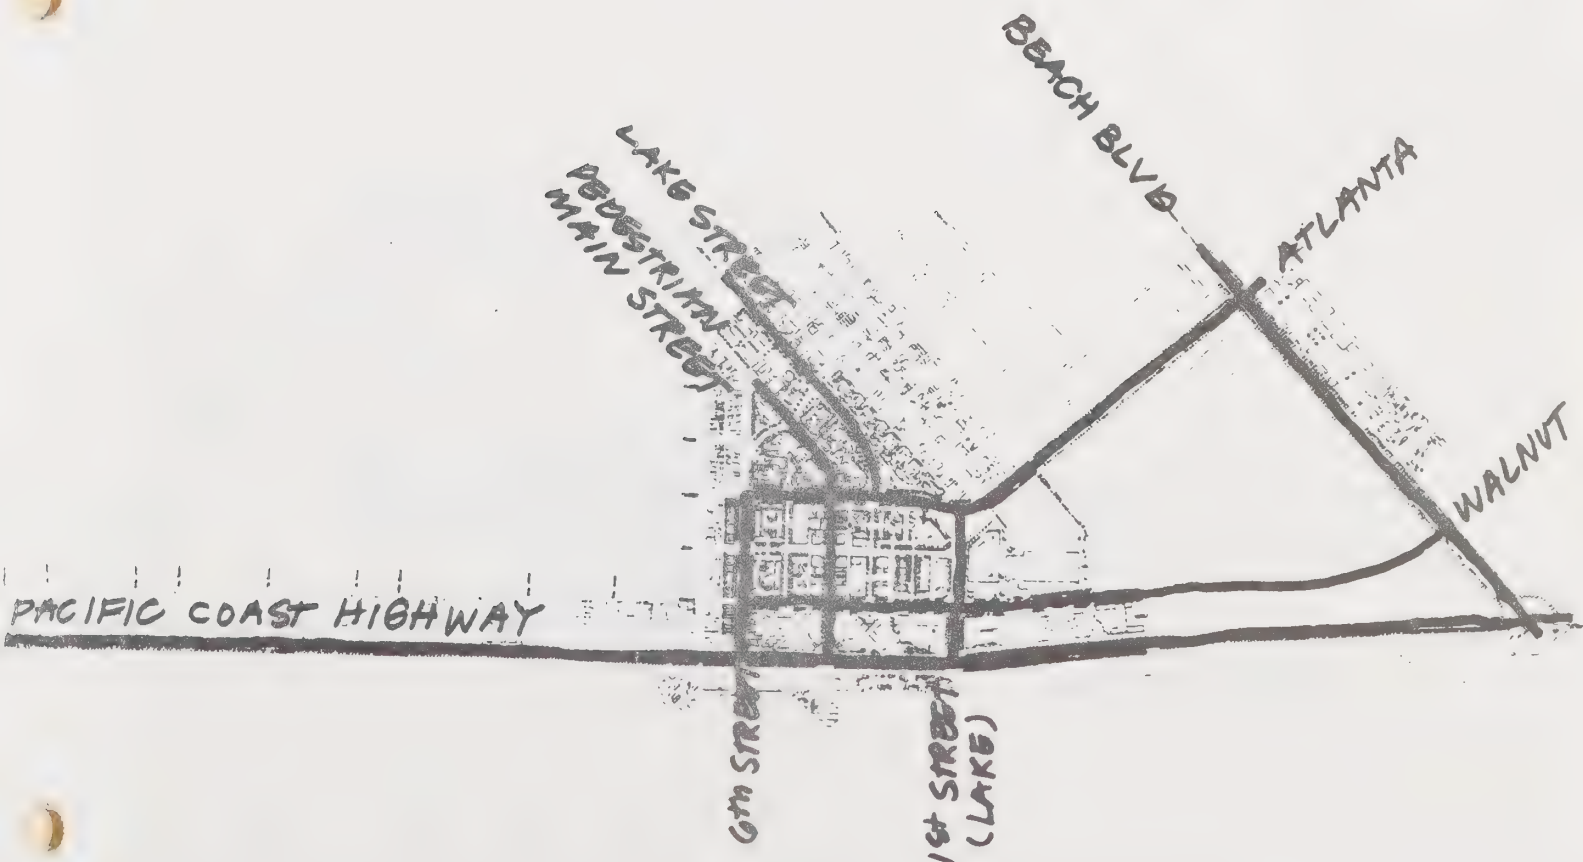 BEACH BLVD
ATLANTA
LAKE STREET
PEDESTRIAN
MAIN STREET
WALNUT
PACIFIC COAST HIGHWAY
6th STREET
1st STREET
(LAKE)